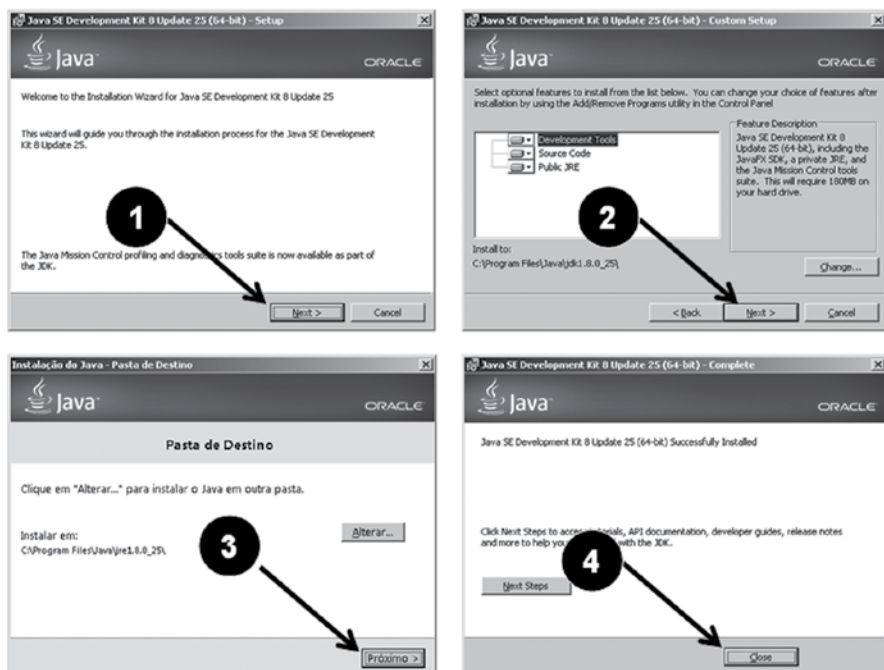 Java SE Development Kit 8 Update 25 (64-bit) - Setup
Java
ORACLE
Welcome to the Installation Wizard for Java SE Development Kit 8 Update 25
This wizard will guide you through the installation process for the Java SE Development
Kit 8 Update 25.
1
The Java Mission Control profiling and diagnostics tools suite is now available as part of
the JDK.
Next >
Cancel
Java SE Development Kit 8 Update 25 (64-bit) - Custom Setup
Java
ORACLE
Select optional features to install from the list below. You can change your choice of features after
installation by using the Add/Remove Programs utility in the Control Panel
Development Tools
Source Code
Public JRE
Feature Description
Java SE Development Kit 8
Update 25 (64-bit), including the
JavaFX SDK, a private JRE, and
the Java Mission Control tools
suite. This will require 180MB on
your hard drive.
2
Install to:
C:\Program Files\Java\jdk1.8.0_25\
Change...
< Back
Next >
Cancel
Instalação do Java - Pasta de Destino
Java
ORACLE
Pasta de Destino
Clique em "Alterar..." para instalar o Java em outra pasta.
Instalar em:
C:\Program Files\Java\jre1.8.0_25\
Alterar...
3
Próximo >
Java SE Development Kit 8 Update 25 (64-bit) - Complete
Java
ORACLE
Java SE Development Kit 8 Update 25 (64-bit) Successfully Installed
Click Next Steps to access API documentation, developer guides, release notes
and more to help you with the JDK.
4
Next Steps
Close